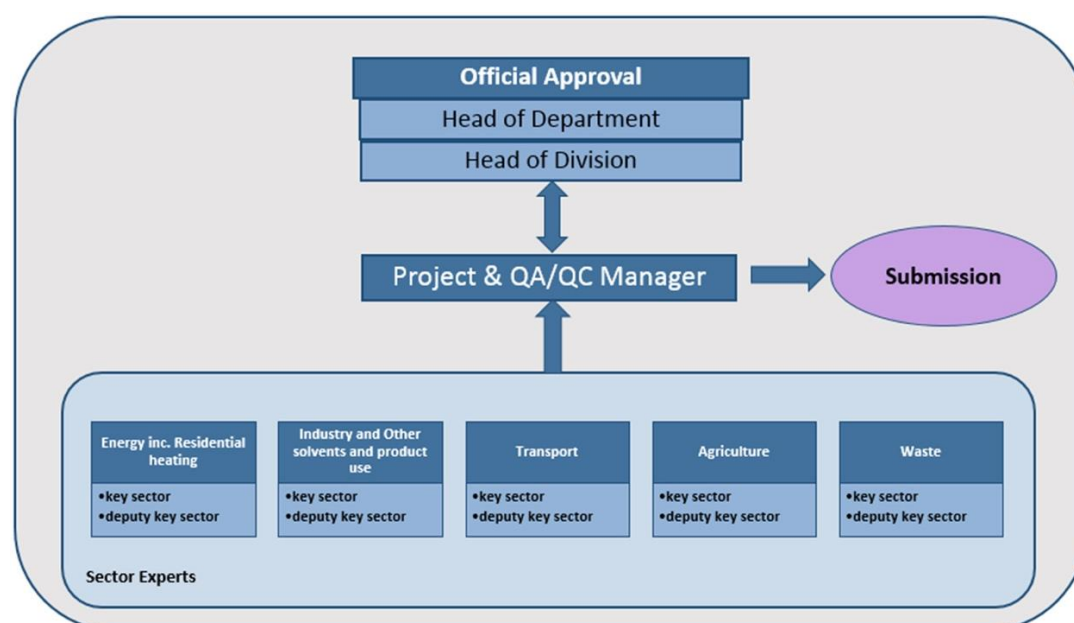 Official Approval
Head of Department
Head of Division
Project & QA/QC Manager
Submission
Energy inc. Residential
heating
•key sector
•deputy key sector
Industry and Other
solvents and product
use
•key sector
•deputy key sector
Transport
•key sector
•deputy key sector
Agriculture
•key sector
•deputy key sector
Waste
•key sector
•deputy key sector
Sector Experts